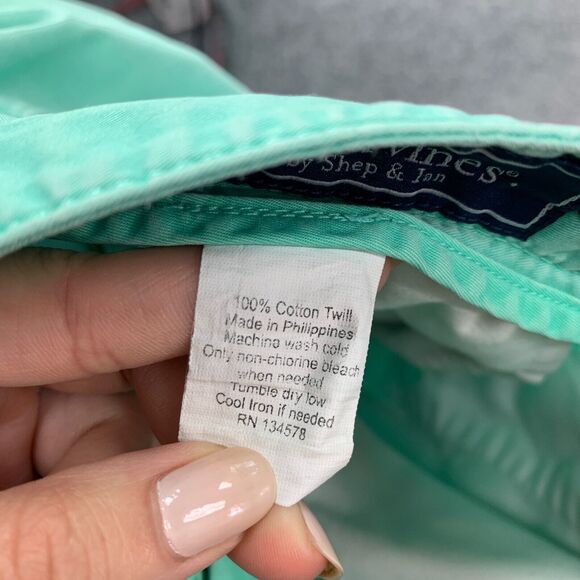 vines®
by Shep & Ian
100% Cotton Twill
Made in Philippines
Machine wash cold
Only non-chlorine bleach
when needed
Tumble dry low
Cool Iron if needed
RN 134578